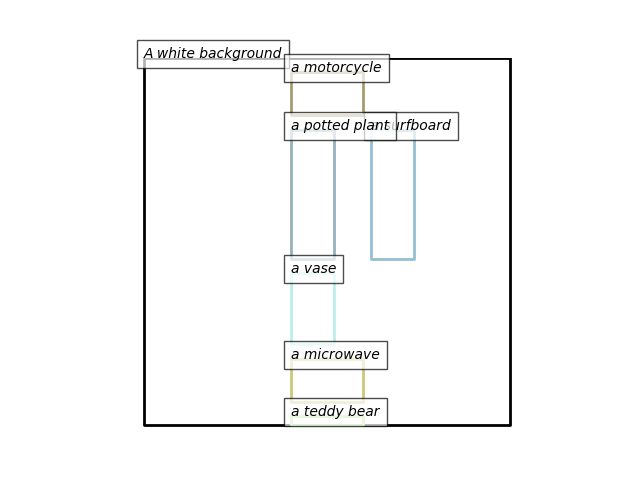 A white background
a motorcycle
a potted plant
a surfboard
a vase
a microwave
a teddy bear